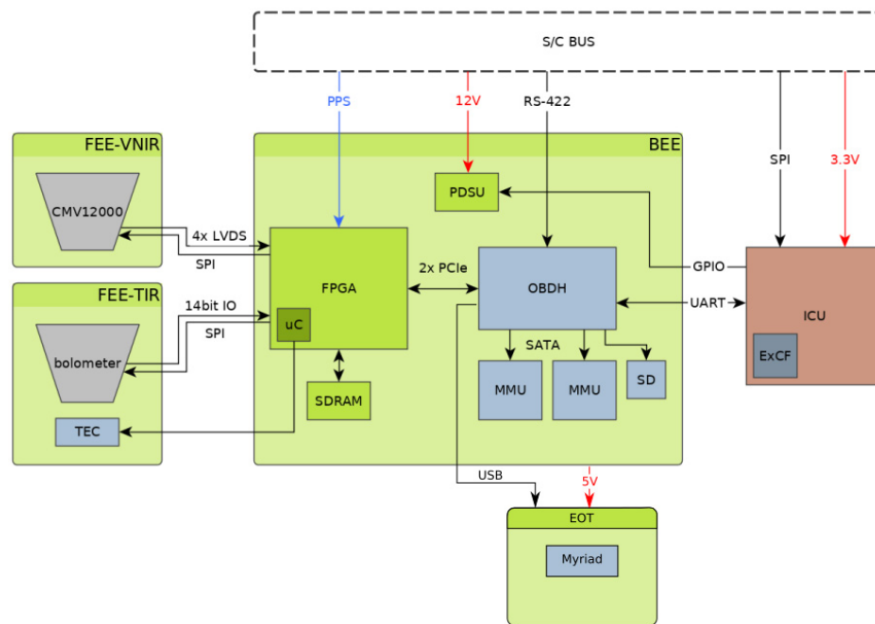 S/C BUS
PPS
12V
RS-422
SPI
3.3V
FEE-VNIR
CMV12000
4x LVDS
SPI
FEE-TIR
14bit IO
SPI
bolometer
TEC
BEE
PDSU
FPGA
uC
SDRAM
2x PCIe
OBDH
SATA
MMU
MMU
SD
GPIO
UART
ICU
ExCF
USB
5V
EOT
Myriad